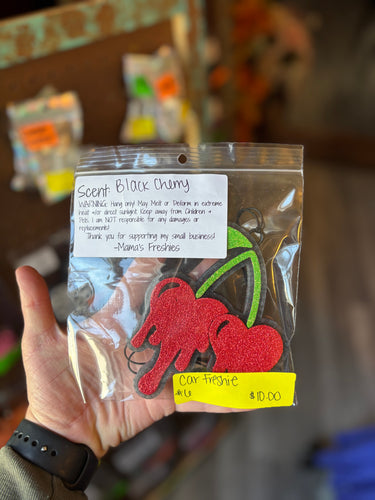 Scent: Black Cherry
WARNING: Hang only! May Melt or Deform in extreme
heat +/or direct sunlight. Keep away from Children +
Pets. I am NOT responsible for any damages or
replacements!
Thank you for supporting my small business!
-Mama's Freshies
Car freshie
#6 $10.00